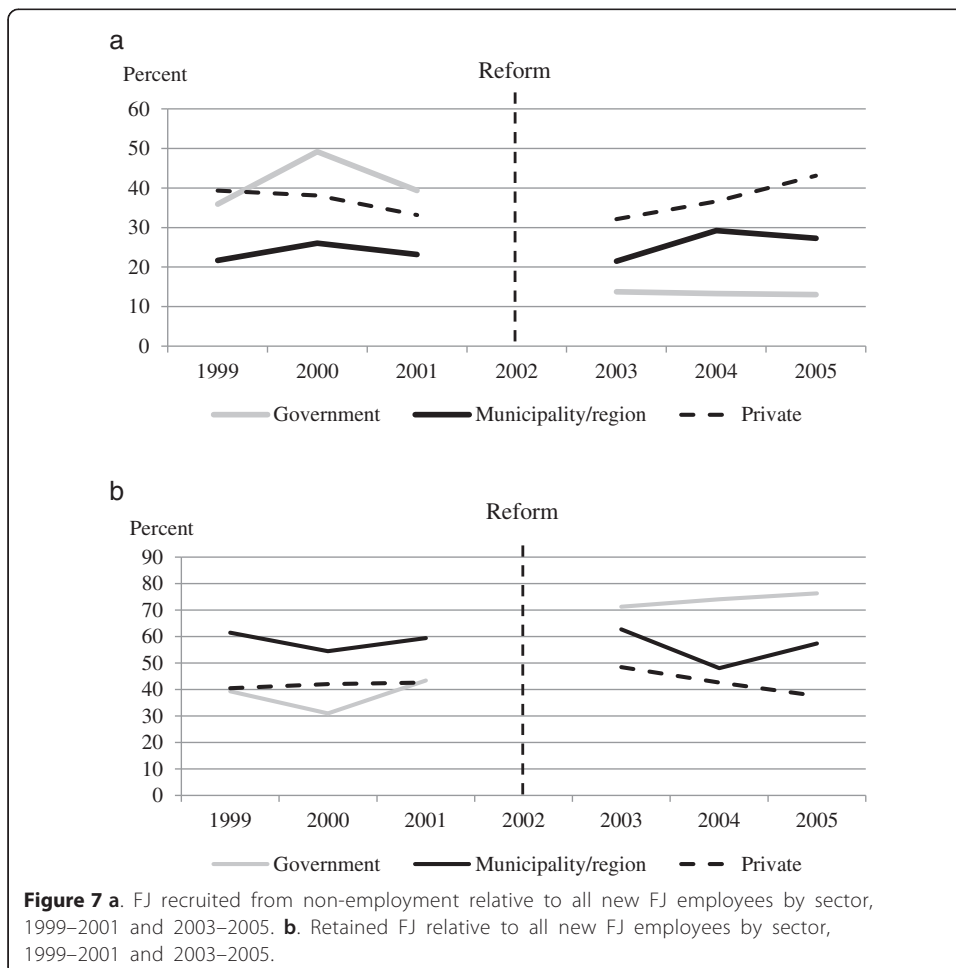 a
Reform
Percent
60
50
40
30
20
10
0
1999 2000 2001 2002 2003 2004 2005
Government Municipality/region Private
b
Reform
Percent
90
80
70
60
50
40
30
20
10
0
1999 2000 2001 2002 2003 2004 2005
Government Municipality/region Private
Figure 7 a. FJ recruited from non-employment relative to all new FJ employees by sector,
1999–2001 and 2003–2005. b. Retained FJ relative to all new FJ employees by sector,
1999–2001 and 2003–2005.